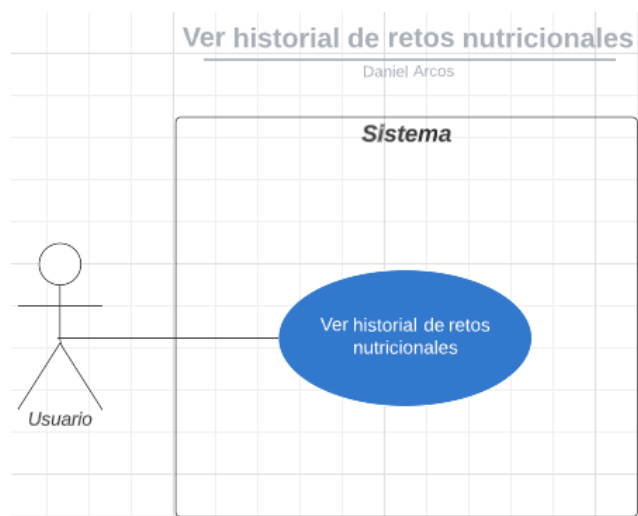 Ver historial de retos nutricionales
Daniel Arcos
Sistema
Ver historial de retos
nutricionales
Usuario